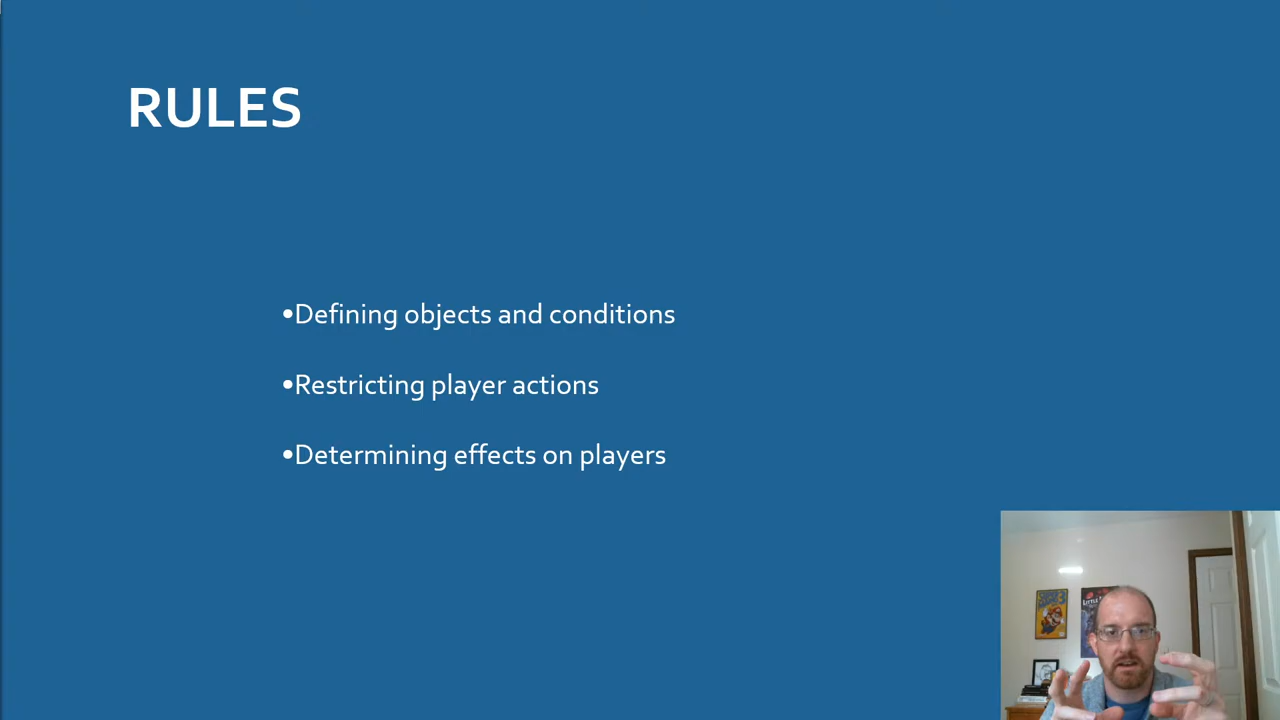 RULES
•Defining objects and conditions
•Restricting player actions
•Determining effects on players